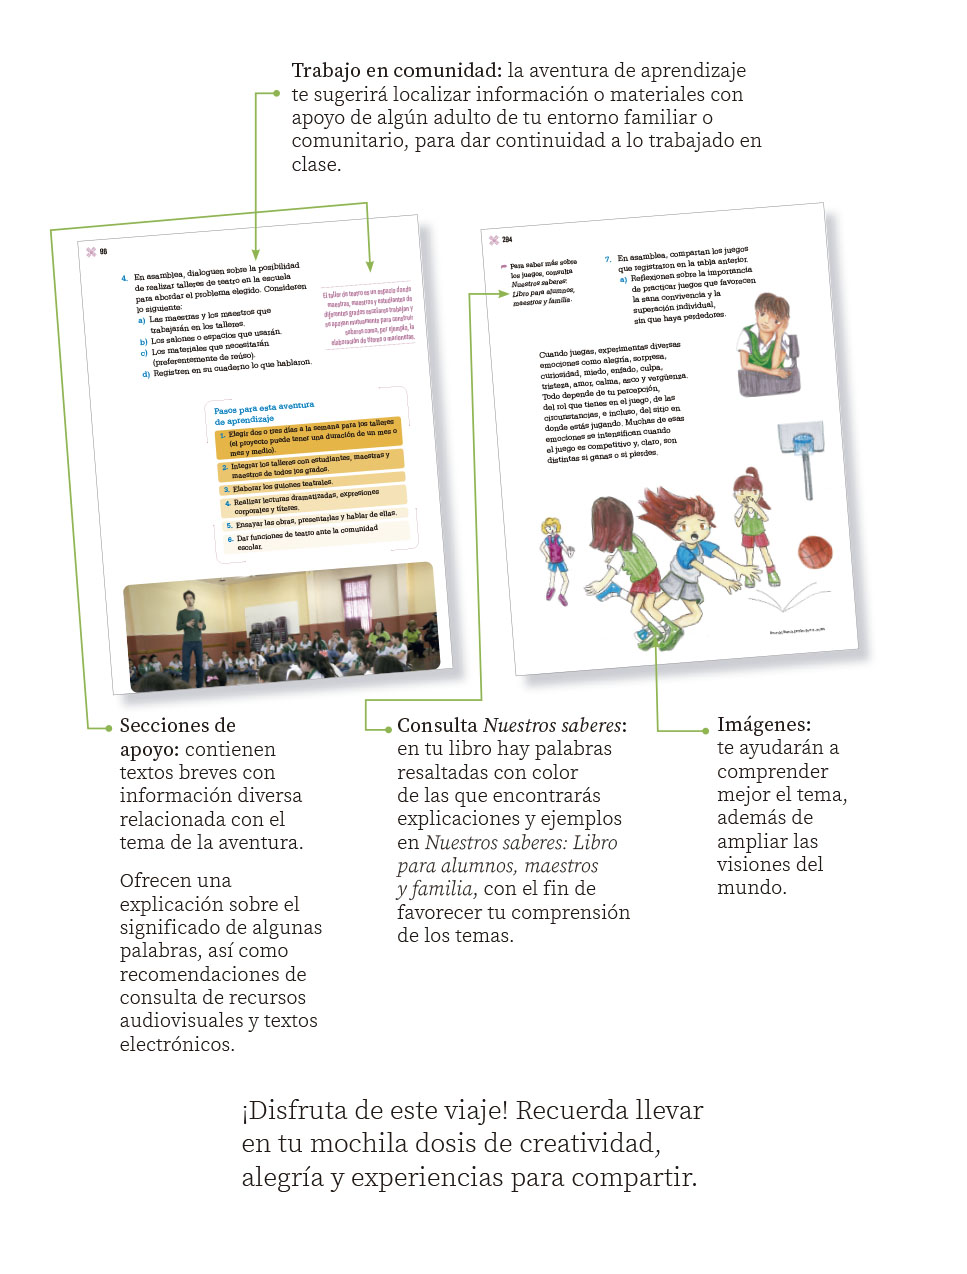 Trabajo en comunidad: la aventura de aprendizaje
te sugerirá localizar información o materiales con
apoyo de algún adulto de tu entorno familiar o
comunitario, para dar continuidad a lo trabajado en
clase.
98
4. En asamblea, dialoguen sobre la posibilidad
de realizar talleres de teatro en la escuela
para abordar el problema elegido. Consideren
lo siguiente:
a) Las maestras y los maestros que
trabajarán en los talleres.
b) Los salones o espacios que usarán.
c) Los materiales que necesitarán
(preferentemente de reúso).
d) Registren en su cuaderno lo que hablaron.
El taller de teatro es un espacio donde
maestras, maestros y estudiantes de
diferentes grados escolares trabajan y
se apoyan mutuamente para construir
saberes como, por ejemplo, la
elaboración de títeres o marionetas.
Pasos para esta aventura
de aprendizaje
1. Elegir dos o tres días a la semana para los talleres
(el proyecto puede tener una duración de un mes o
mes y medio).
2. Integrar los talleres con estudiantes, maestras y
maestros de todos los grados.
3. Elaborar los guiones teatrales.
4. Realizar lecturas dramatizadas, expresiones
corporales y títeres.
5. Ensayar las obras, presentarlas y hablar de ellas.
6. Dar funciones de teatro ante la comunidad
escolar.
284
Para saber más sobre
los juegos, consulta
Nuestros saberes:
Libro para alumnos,
maestros y familia.
7. En asamblea, compartan los juegos
que registraron en la tabla anterior.
a) Reflexionen sobre la importancia
de practicar juegos que favorecen
la sana convivencia y la
superación individual,
sin que haya perdedores.
Cuando juegas, experimentas diversas
emociones como alegría, sorpresa,
curiosidad, miedo, enfado, culpa,
tristeza, amor, calma, asco y vergüenza.
Todo depende de tu percepción,
del rol que tienes en el juego, de las
circunstancias, e incluso, del sitio en
donde estás jugando. Muchas de esas
emociones se intensifican cuando
el juego es competitivo y, claro, son
distintas si ganas o si pierdes.
Secciones de
apoyo: contienen
textos breves con
información diversa
relacionada con el
tema de la aventura.
Ofrecen una
explicación sobre el
significado de algunas
palabras, así como
recomendaciones de
consulta de recursos
audiovisuales y textos
electrónicos.
Consulta Nuestros saberes:
en tu libro hay palabras
resaltadas con color
de las que encontrarás
explicaciones y ejemplos
en Nuestros saberes: Libro
para alumnos, maestros
y familia, con el fin de
favorecer tu comprensión
de los temas.
Imágenes:
te ayudarán a
comprender
mejor el tema,
además de
ampliar las
visiones del
mundo.
¡Disfruta de este viaje! Recuerda llevar
en tu mochila dosis de creatividad,
alegría y experiencias para compartir.